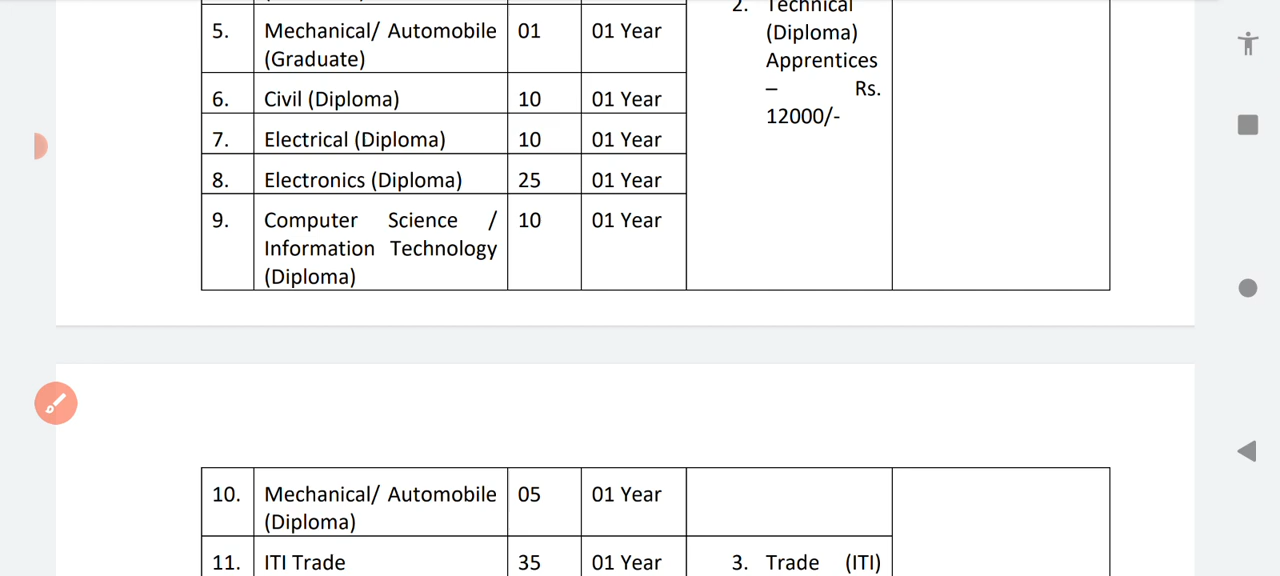 2. Technical
5. Mechanical/ Automobile 01 01 Year (Diploma)
(Graduate) Apprentices
6. Civil (Diploma) 10 01 Year – Rs.
12000/-
7. Electrical (Diploma) 10 01 Year
8. Electronics (Diploma) 25 01 Year
9. Computer Science / 10 01 Year
Information Technology
(Diploma)
10. Mechanical/ Automobile 05 01 Year
(Diploma)
11. ITI Trade 35 01 Year 3. Trade (ITI)